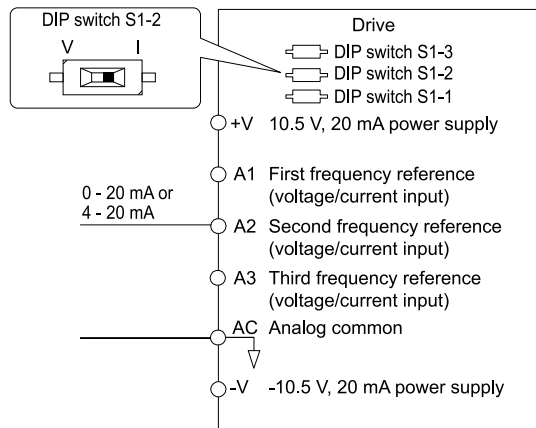 DIP switch S1-2
V I
Drive
DIP switch S1-3
DIP switch S1-2
DIP switch S1-1
+V 10.5 V, 20 mA power supply
A1 First frequency reference
(voltage/current input)
0 - 20 mA or
4 - 20 mA
A2 Second frequency reference
(voltage/current input)
A3 Third frequency reference
(voltage/current input)
AC Analog common
-V -10.5 V, 20 mA power supply